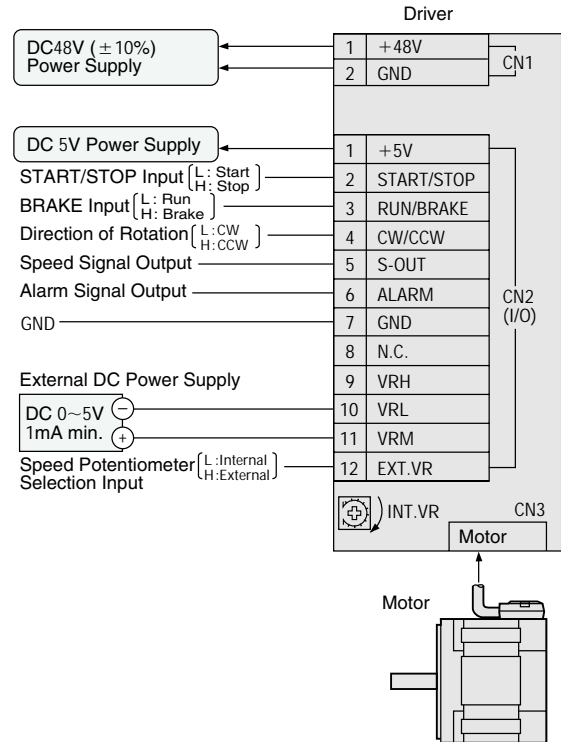 Driver
DC48V (±10%)
Power Supply
1 +48V
2 GND
CN1
DC 5V Power Supply
1 +5V
START/STOP Input [L: Start H: Stop]
2 START/STOP
BRAKE Input [L: Run H: Brake]
3 RUN/BRAKE
Direction of Rotation [L:CW H:CCW]
4 CW/CCW
Speed Signal Output
5 S-OUT
Alarm Signal Output
6 ALARM
CN2
(I/O)
GND
7 GND
8 N.C.
9 VRH
External DC Power Supply
DC 0~5V
1mA min.
−
10 VRL
+
11 VRM
Speed Potentiometer
Selection Input
[L:Internal H:External]
12 EXT.VR
INT.VR
CN3
Motor
Motor